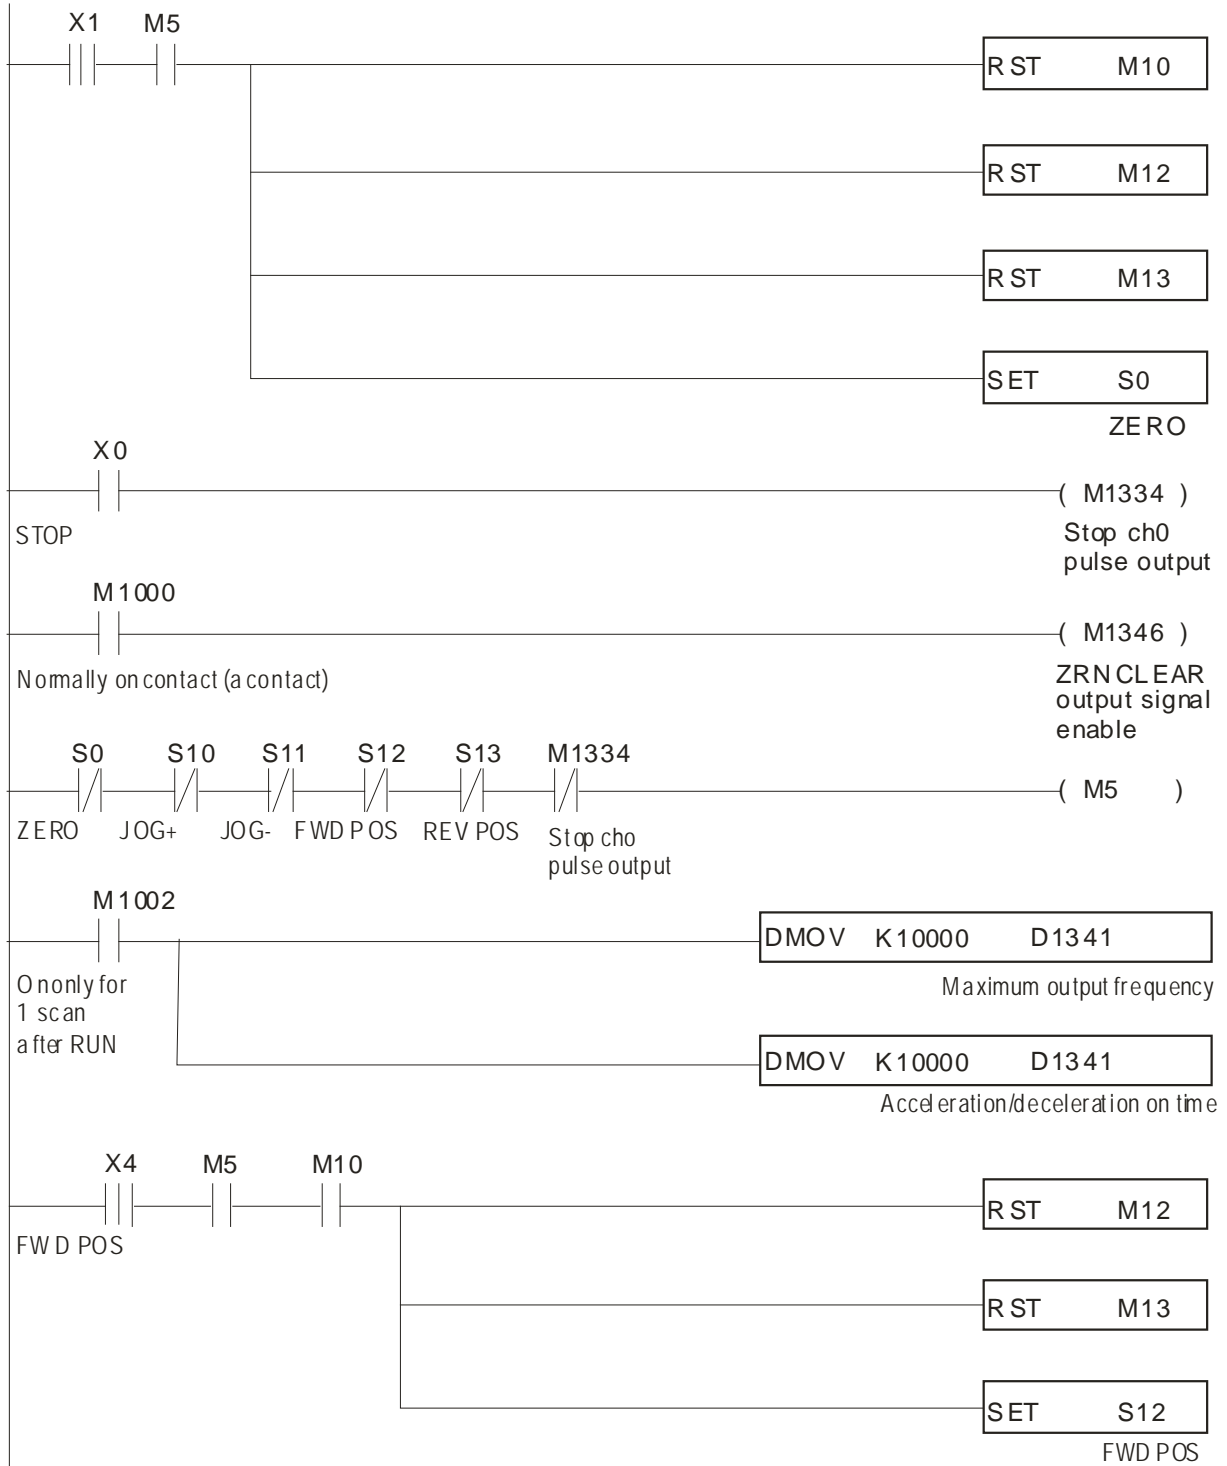 X1 M5
RST M10
RST M12
RST M13
SET S0
ZERO
X0
( M1334 )
STOP
Stop ch0
pulse output
M1000
( M1346 )
Normally on contact (a contact)
ZRN CLEAR
output signal
enable
S0 S10 S11 S12 S13 M1334
( M5 )
ZERO JOG+ JOG- FWD POS REV POS Stop cho
pulse output
M1002
DMOV K10000 D1341
On only for
1 scan
after RUN
Maximum output frequency
DMOV K10000 D1341
Acceleration/deceleration on time
X4 M5 M10
RST M12
FWD POS
RST M13
SET S12
FWD POS